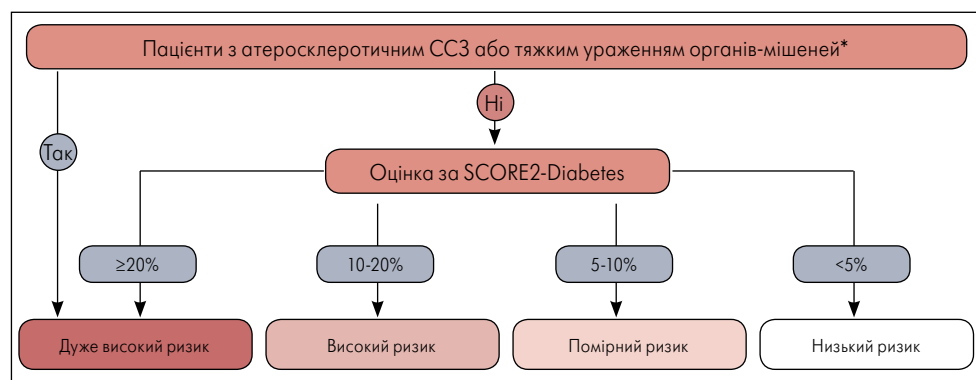 Пацієнти з атеросклеротичним ССЗ або тяжким ураженням органів-мішеней*
Ні
Так
Оцінка за SCORE2-Diabetes
≥20%
10-20%
5-10%
<5%
Дуже високий ризик
Високий ризик
Помірний ризик
Низький ризик